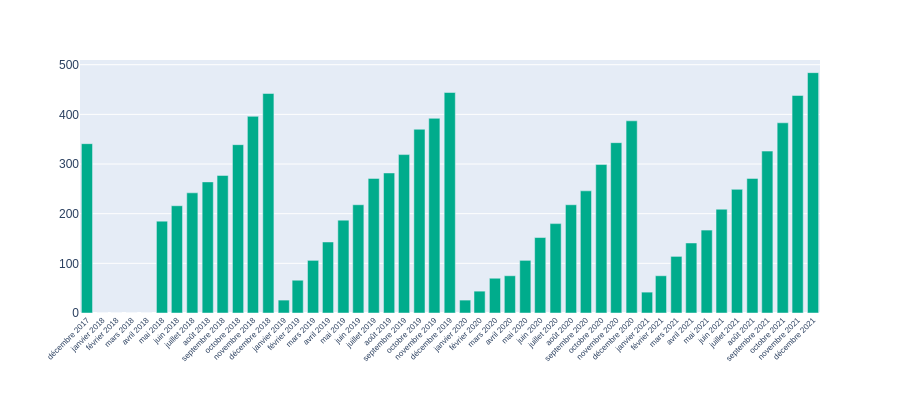 500
400
300
200
100
0
décembre 2017
janvier 2018
février 2018
mars 2018
avril 2018
mai 2018
juin 2018
juillet 2018
août 2018
septembre 2018
octobre 2018
novembre 2018
décembre 2018
janvier 2019
février 2019
mars 2019
avril 2019
mai 2019
juin 2019
juillet 2019
août 2019
septembre 2019
octobre 2019
novembre 2019
décembre 2019
janvier 2020
février 2020
mars 2020
avril 2020
mai 2020
juin 2020
juillet 2020
août 2020
septembre 2020
octobre 2020
novembre 2020
décembre 2020
janvier 2021
février 2021
mars 2021
avril 2021
mai 2021
juin 2021
juillet 2021
août 2021
septembre 2021
octobre 2021
novembre 2021
décembre 2021